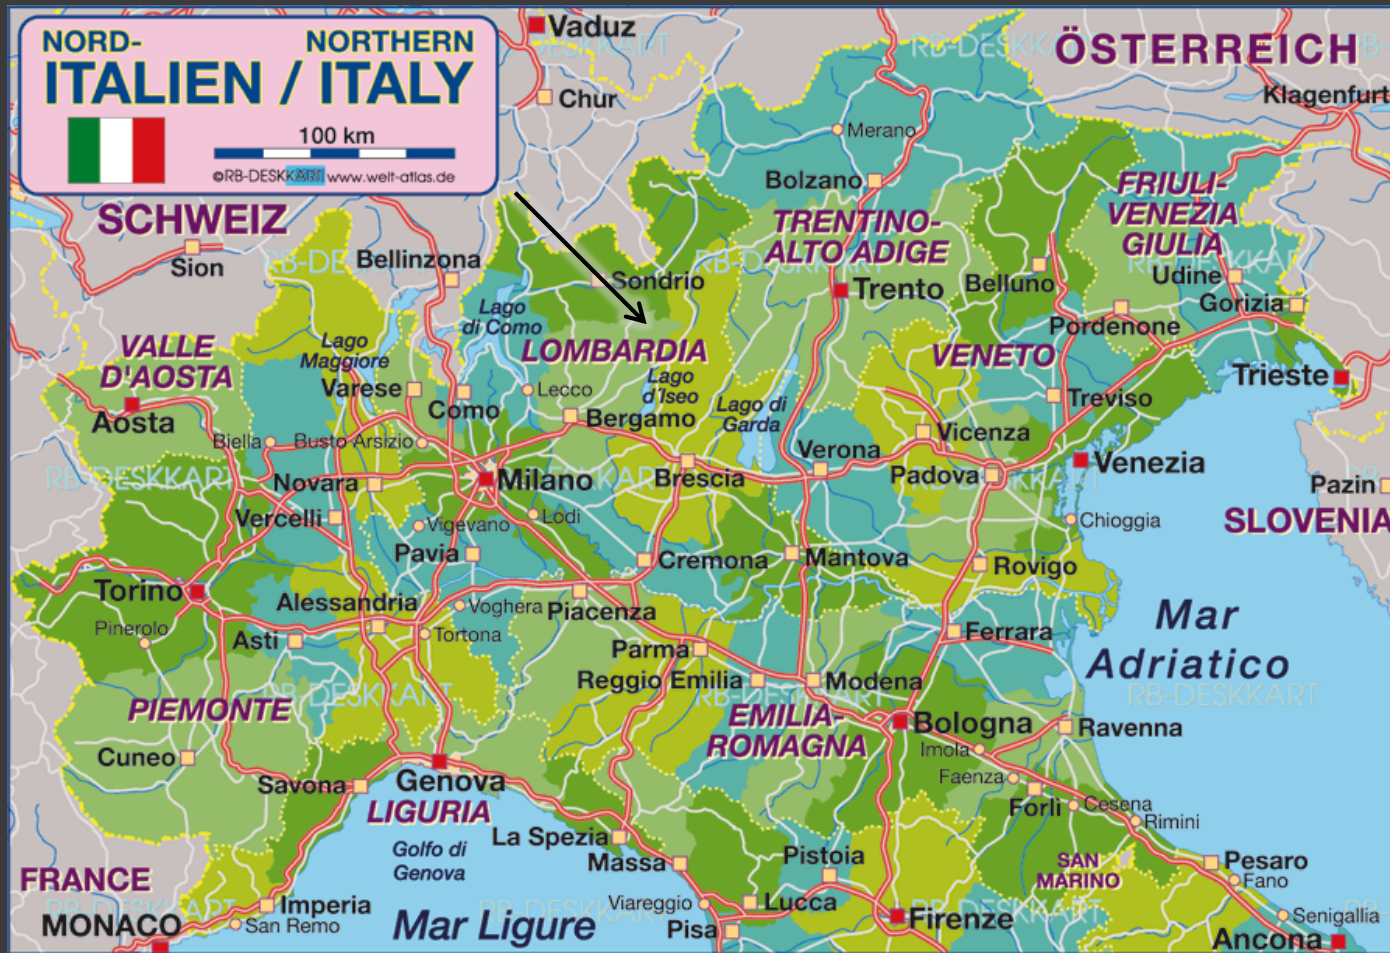 NORD- NORTHERN
ITALIEN / ITALY
100 km
©RB-DESKKART www.welt-atlas.de
Vaduz
Chur
ÖSTERREICH
Klagenfurt
Merano
Bolzano
SCHWEIZ
Sion
Bellinzona
TRENTINO-
ALTO ADIGE
FRIULI-
VENEZIA
GIULIA
Sondrio
Trento
Belluno
Udine
Gorizia
Lago
di Como
Pordenone
VALLE
D'AOSTA
Lago
Maggiore
LOMBARDIA
VENETO
Trieste
Aosta
Varese
Como
Lecco
Lago
d'Iseo
Lago di
Garda
Treviso
Bergamo
Biella
Busto Arsizio
Vicenza
Verona
Novara
Milano
Brescia
Padova
Venezia
Pazin
SLOVENIA
Vercelli
Vigevano
Lodi
Chioggia
Pavia
Cremona
Mantova
Rovigo
Torino
Alessandria
Voghera
Piacenza
Mar
Adriatico
Pinerolo
Asti
Tortona
Parma
Ferrara
Reggio Emilia
Modena
PIEMONTE
EMILIA-
ROMAGNA
Bologna
Ravenna
Cuneo
Imola
Savona
Genova
Faenza
LIGURIA
Forlì
Cesena
Rimini
Golfo di
Genova
La Spezia
Massa
Pistoia
SAN
MARINO
Pesaro
Fano
FRANCE
MONACO
Imperia
San Remo
Mar Ligure
Viareggio
Lucca
Pisa
Firenze
Senigallia
Ancona
RB-DESKKART